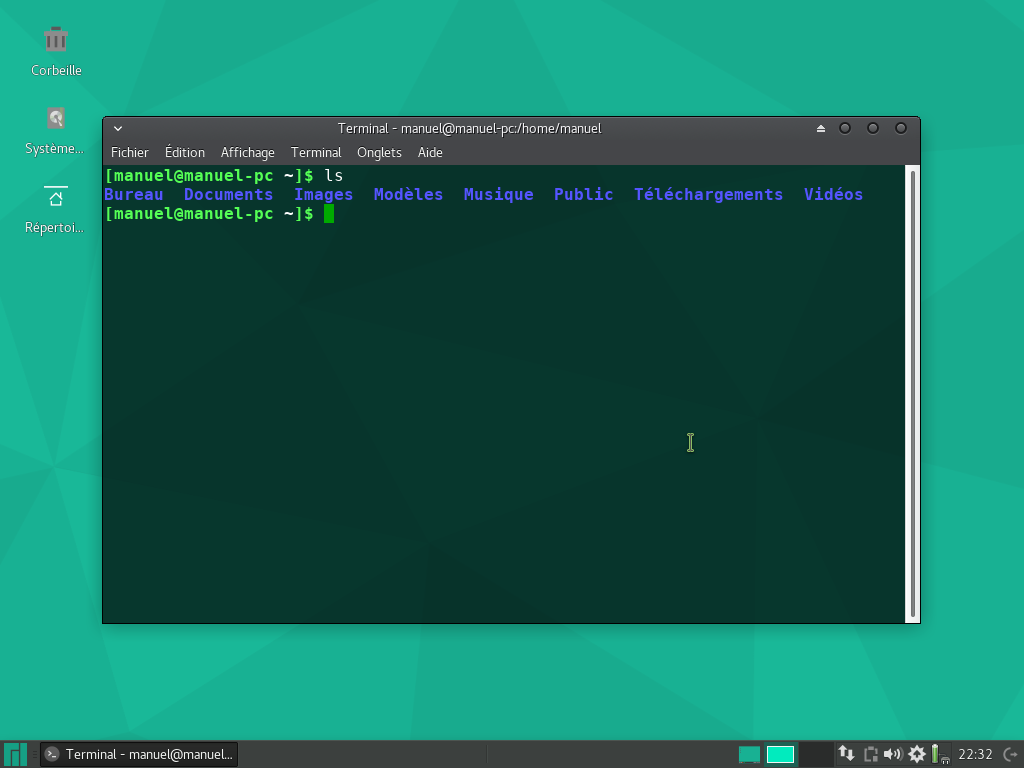 Corbeille
Système...
Répertoi...
Terminal - manuel@manuel-pc:/home/manuel
Fichier Édition Affichage Terminal Onglets Aide
[manuel@manuel-pc ~]$ ls
Bureau Documents Images Modèles Musique Public Téléchargements Vidéos
[manuel@manuel-pc ~]$
Terminal - manuel@manuel...
22:32